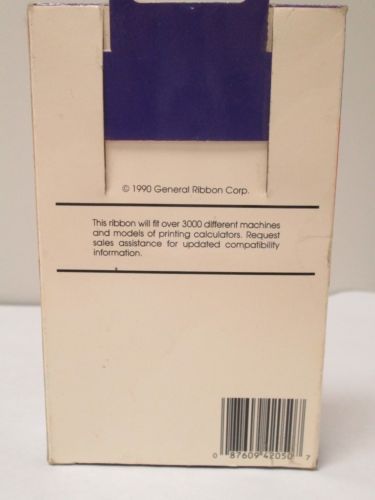 © 1990 General Ribbon Corp.
This ribbon will fit over 3000 different machines
and models of printing calculators. Request
sales assistance for updated compatibility
information.
0 87609 42050 7